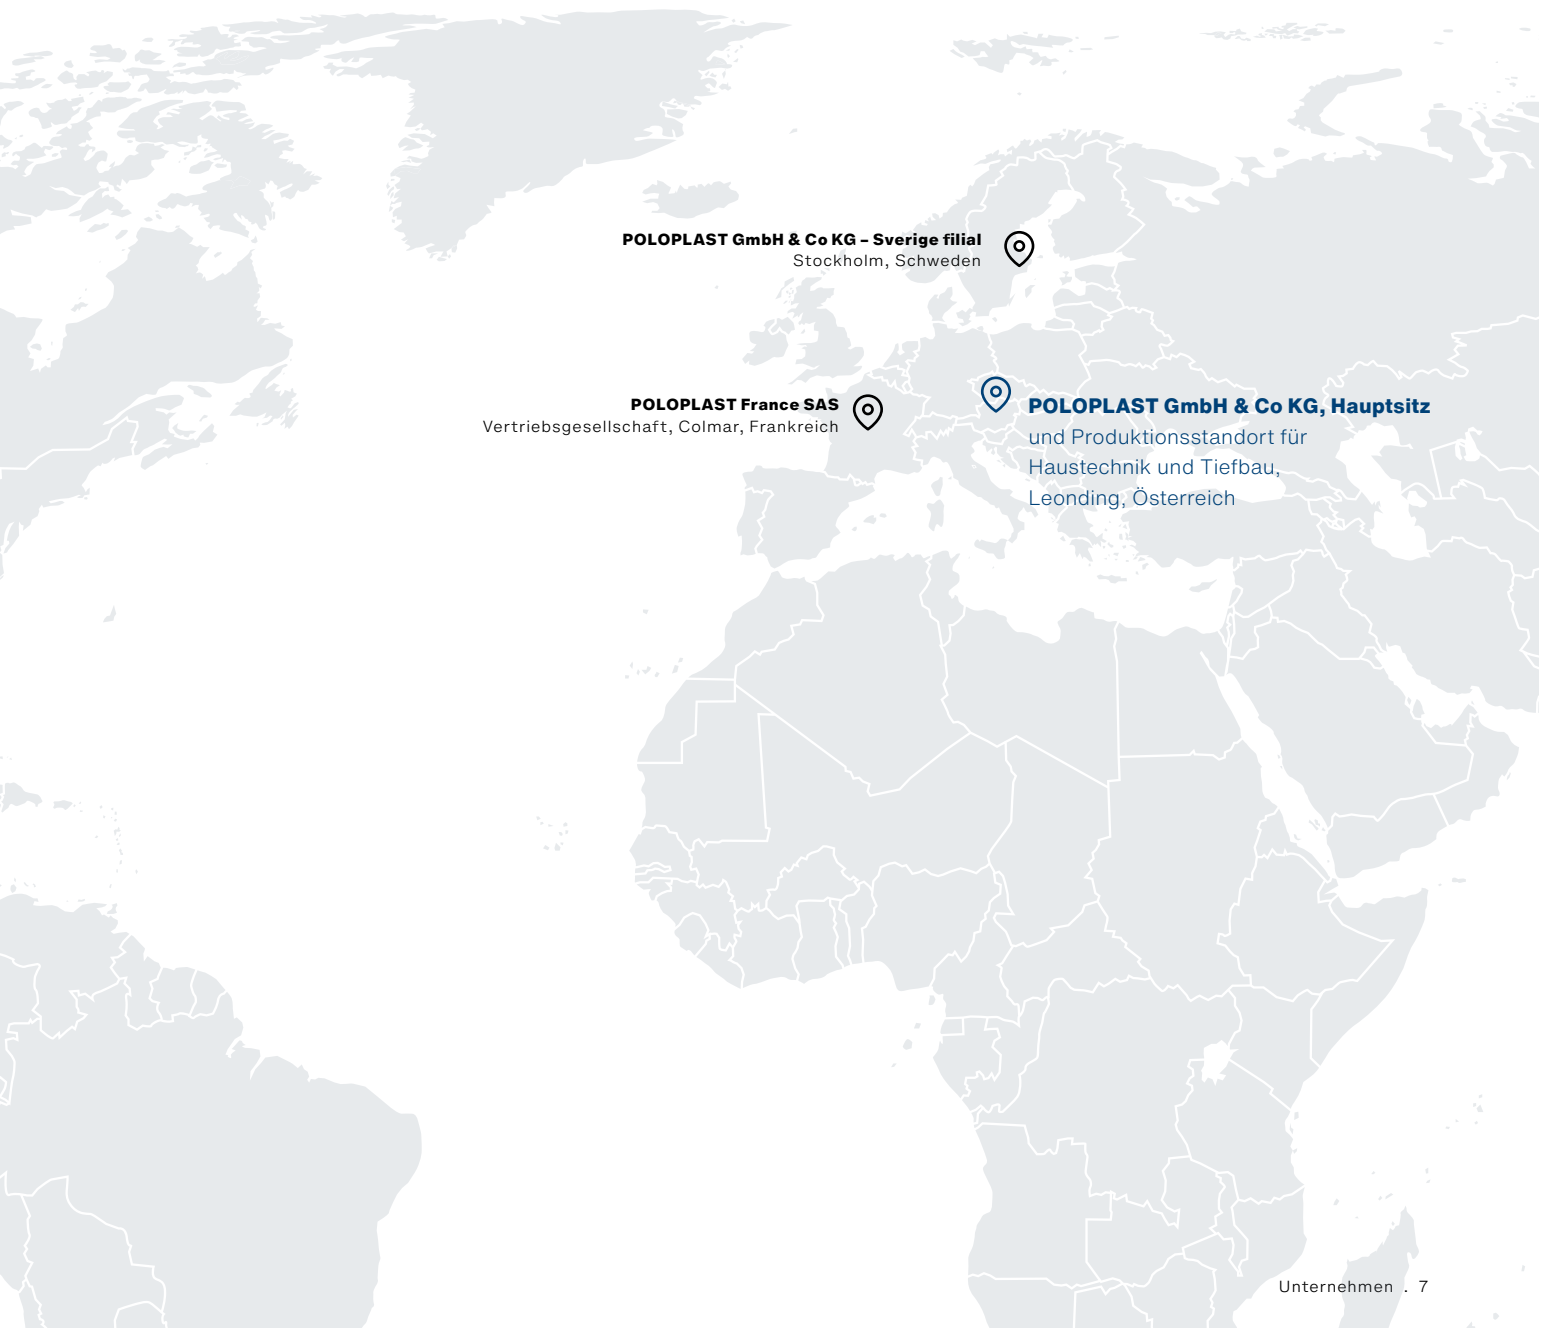 POLOPLAST GmbH & Co KG – Sverige filial
Stockholm, Schweden
POLOPLAST France SAS
Vertriebsgesellschaft, Colmar, Frankreich
POLOPLAST GmbH & Co KG, Hauptsitz
und Produktionsstandort für
Haustechnik und Tiefbau,
Leonding, Österreich
Unternehmen . 7